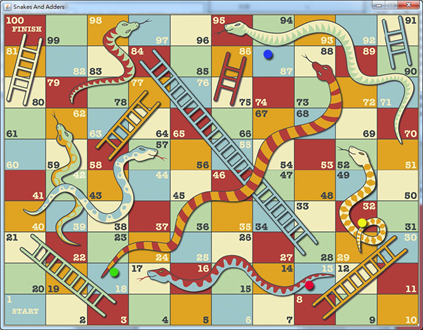 Snakes And Adders
100 99 98 97 96 95 94 93 92 91
FINISH
81 82 83 84 85 86 87 88 89 90
80 79 78 77 76 75 74 73 72 71
61 62 63 64 65 66 67 68 69 70
60 59 58 57 56 55 54 53 52 51
41 42 43 44 45 46 47 48 49 50
40 39 38 37 36 35 34 33 32 31
21 22 23 24 25 26 27 28 29 30
20 19 18 17 16 15 14 13 12 11
1 2 3 4 5 6 7 8 9 10
START